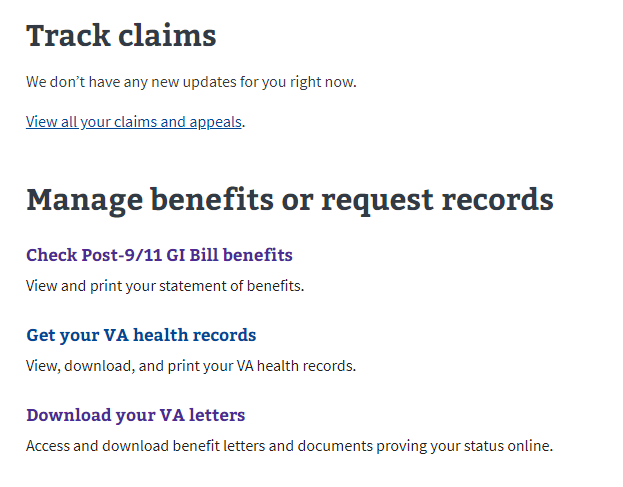 Track claims
We don’t have any new updates for you right now.
View all your claims and appeals.
Manage benefits or request records
Check Post-9/11 GI Bill benefits
View and print your statement of benefits.
Get your VA health records
View, download, and print your VA health records.
Download your VA letters
Access and download benefit letters and documents proving your status online.